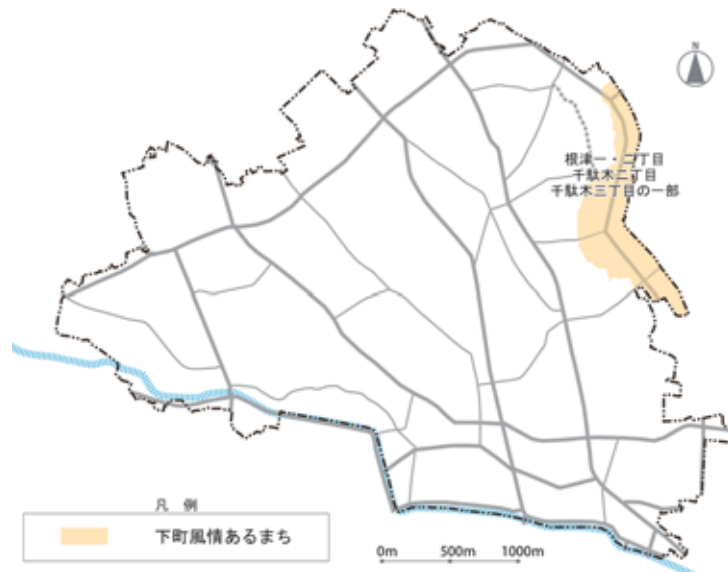 N
根津一・二丁目
千駄木二丁目
千駄木三丁目の一部
凡 例
下町風情あるまち
0m 500m 1000m